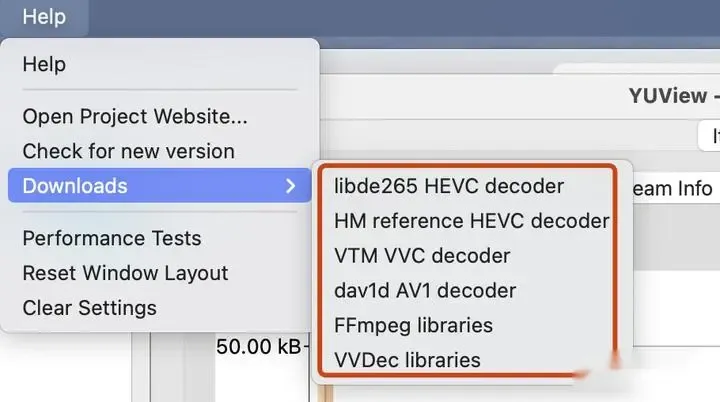 Help
Help
YUView -
Open Project Website...
Check for new version
Downloads
libde265 HEVC decoder
eam Info
HM reference HEVC decoder
VTM VVC decoder
Performance Tests
dav1d AV1 decoder
Reset Window Layout
FFmpeg libraries
Clear Settings
VVDec libraries
50.00 kB